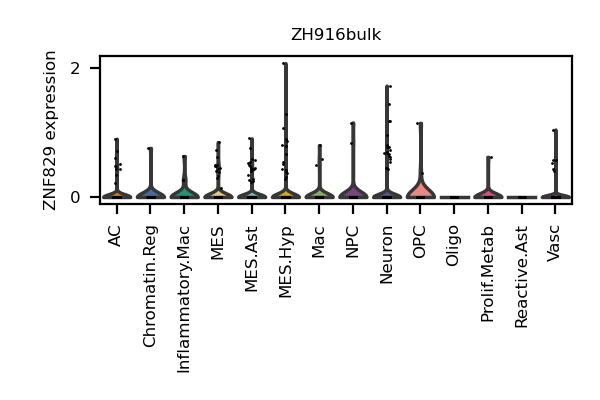 ZH916bulk
ZNF829 expression
2
0
AC
Chromatin.Reg
Inflammatory.Mac
MES
MES.Ast
MES.Hyp
Mac
NPC
Neuron
OPC
Oligo
Prolif.Metab
Reactive.Ast
Vasc